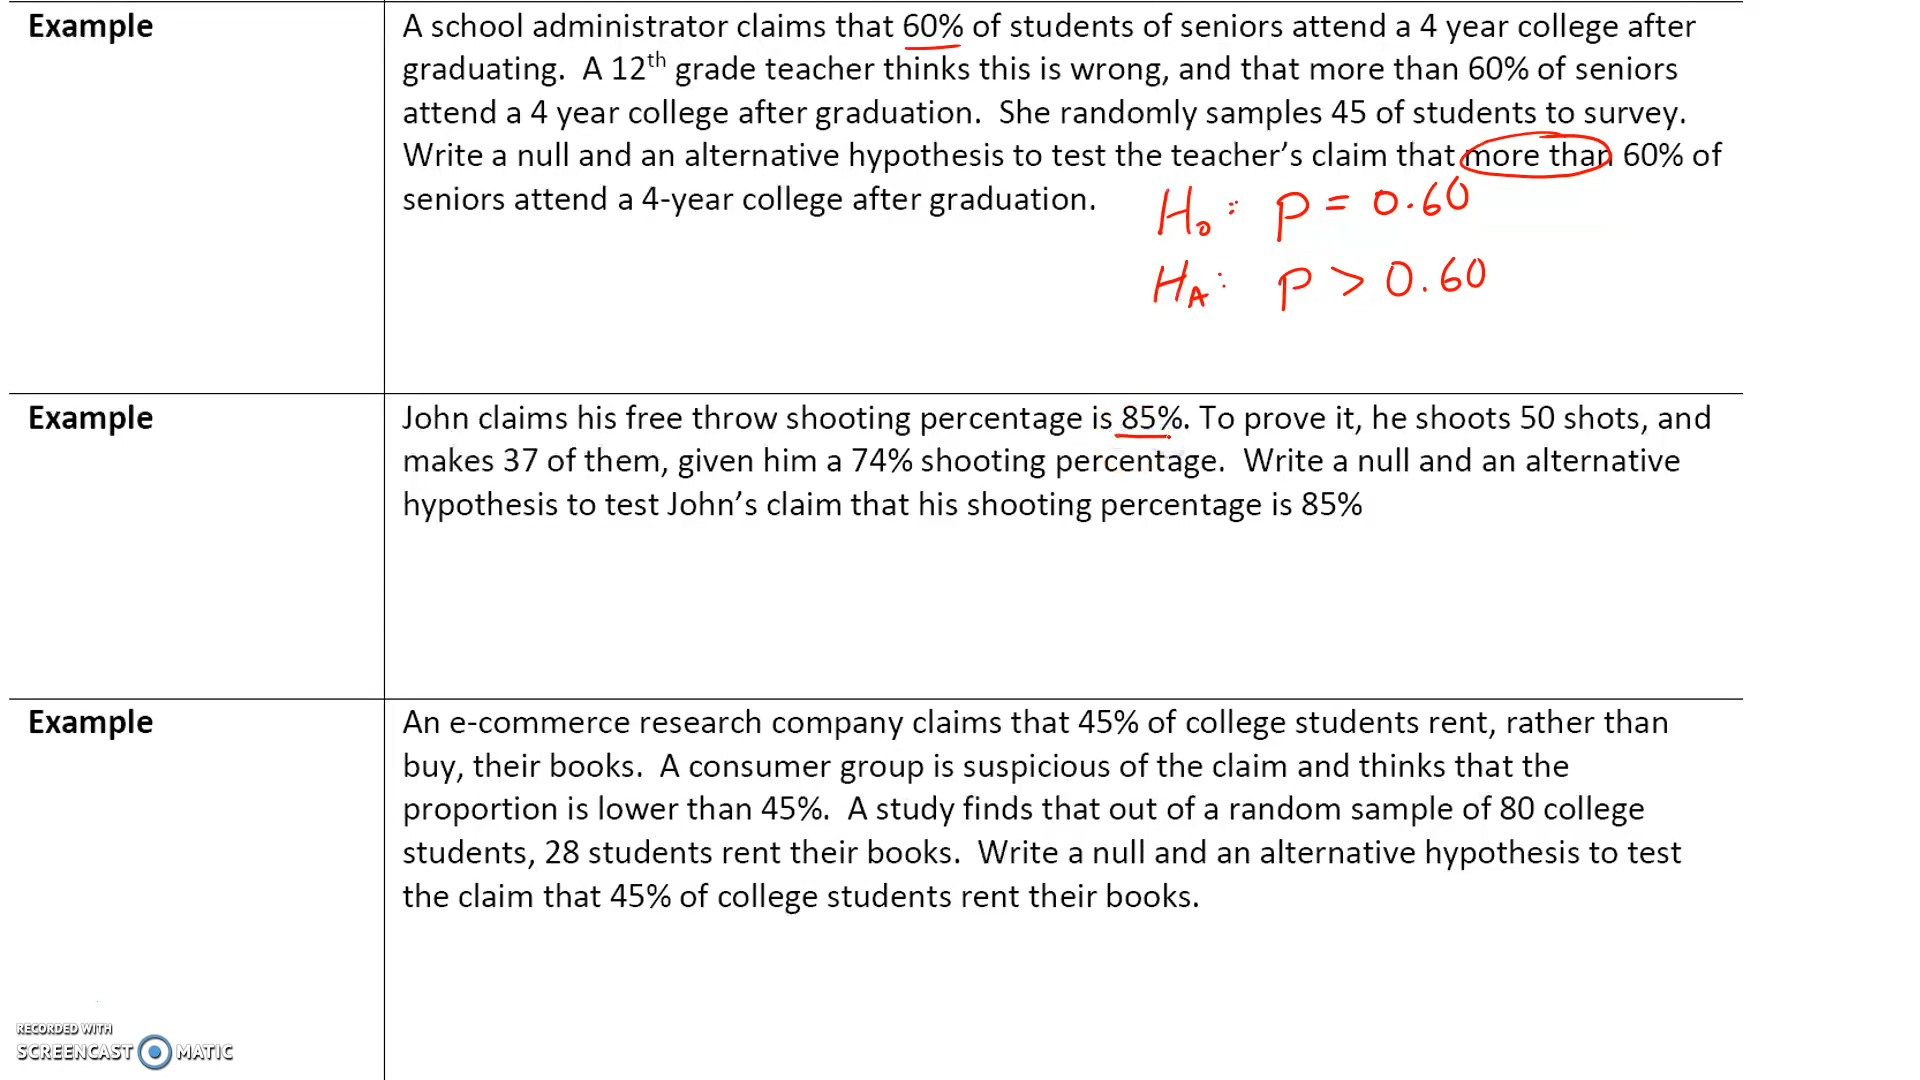 Example
A school administrator claims that 60% of students of seniors attend a 4 year college after
graduating. A 12th grade teacher thinks this is wrong, and that more than 60% of seniors
attend a 4 year college after graduation. She randomly samples 45 of students to survey.
Write a null and an alternative hypothesis to test the teacher’s claim that more than 60% of
seniors attend a 4-year college after graduation.
H0: p = 0.60
HA: p > 0.60
Example
John claims his free throw shooting percentage is 85%. To prove it, he shoots 50 shots, and
makes 37 of them, given him a 74% shooting percentage. Write a null and an alternative
hypothesis to test John’s claim that his shooting percentage is 85%
Example
An e-commerce research company claims that 45% of college students rent, rather than
buy, their books. A consumer group is suspicious of the claim and thinks that the
proportion is lower than 45%. A study finds that out of a random sample of 80 college
students, 28 students rent their books. Write a null and an alternative hypothesis to test
the claim that 45% of college students rent their books.
RECORDED WITH
SCREENCAST MATIC